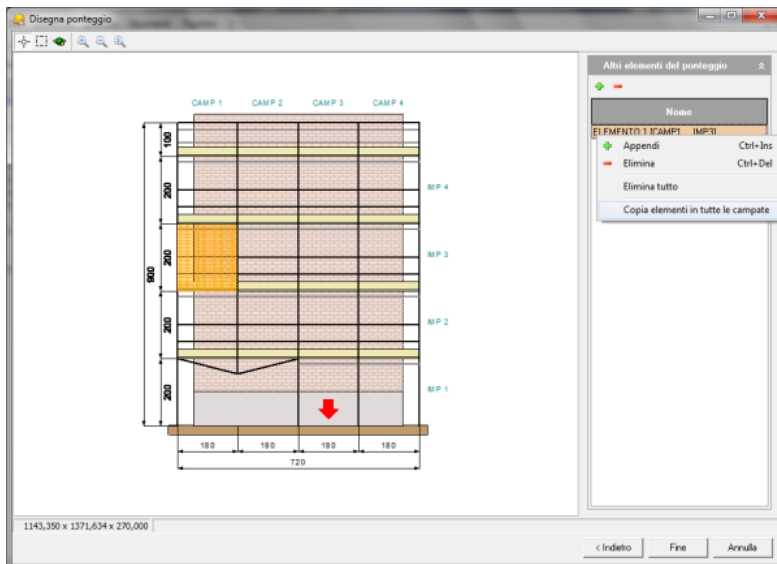 Disegna ponteggio
Altri elementi del ponteggio
Nome
ELEMENTO 1 [CAMP1 IMP3]
Appendi Ctrl+Ins
Elimina Ctrl+Del
Elimina tutto
Copia elementi in tutte le campate
CAMP 1 CAMP 2 CAMP 3 CAMP 4
100
200
IMP 4
200
IMP 3
900
200
IMP 2
200
IMP 1
180 180 180 180
720
1143,350 x 1371,634 x 270,000
< Indietro Fine Annulla